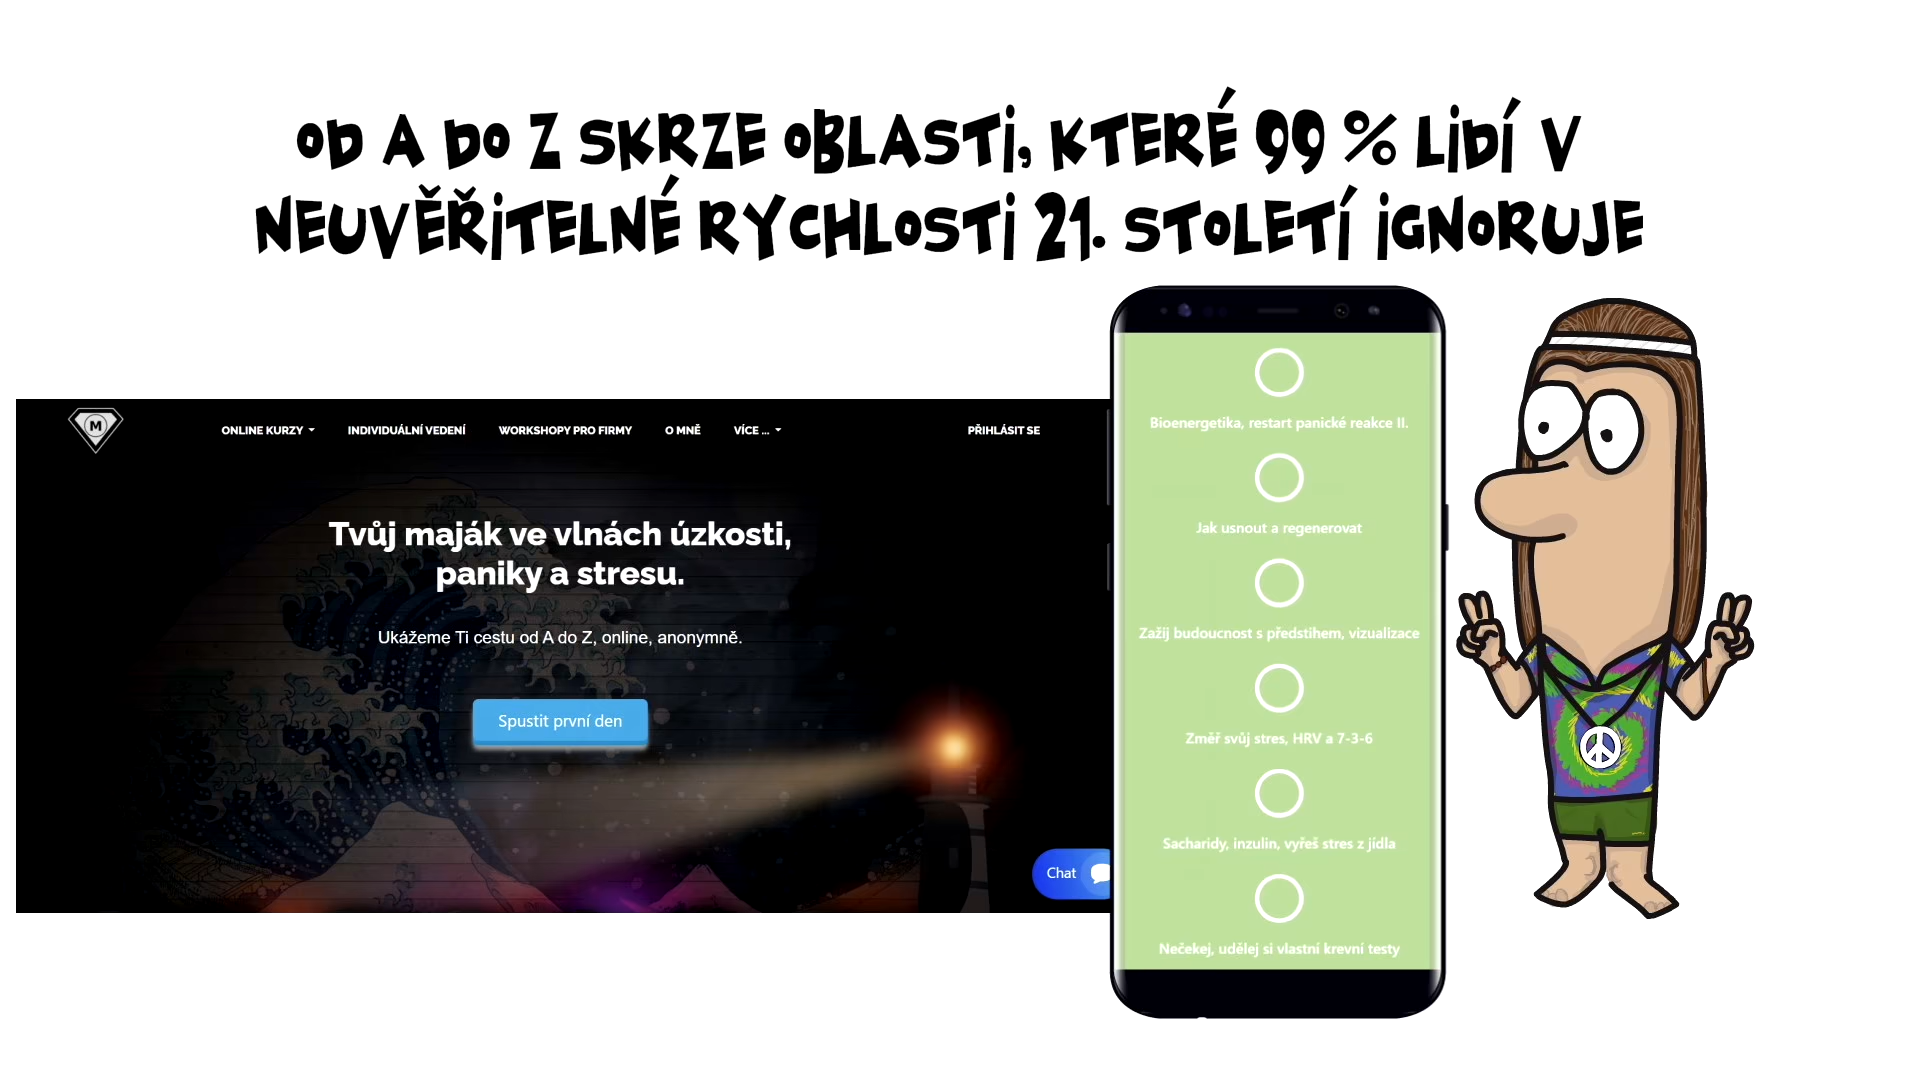 OD A DO Z SKRZE OBLASTI, KTERÉ 99 % LIDÍ V
NEUVĚŘITELNÉ RYCHLOSTI 21. STOLETÍ IGNORUJE
M
ONLINE KURZY
INDIVIDUÁLNÍ VEDENÍ
WORKSHOPY PRO FIRMY
O MNĚ
VÍCE ...
PŘIHLÁSIT SE
Tvůj maják ve vlnách úzkosti,
paniky a stresu.
Ukážeme Ti cestu od A do Z, online, anonymně.
Spustit první den
Chat
Bioenergetika, restart panické reakce II.
Jak usnout a regenerovat
Zažij budoucnost s předstihem, vizualizace
Změř svůj stres, HRV a 7-3-6
Sacharidy, inzulin, vyřeš stres z jídla
Nečekej, udělej si vlastní krevní testy